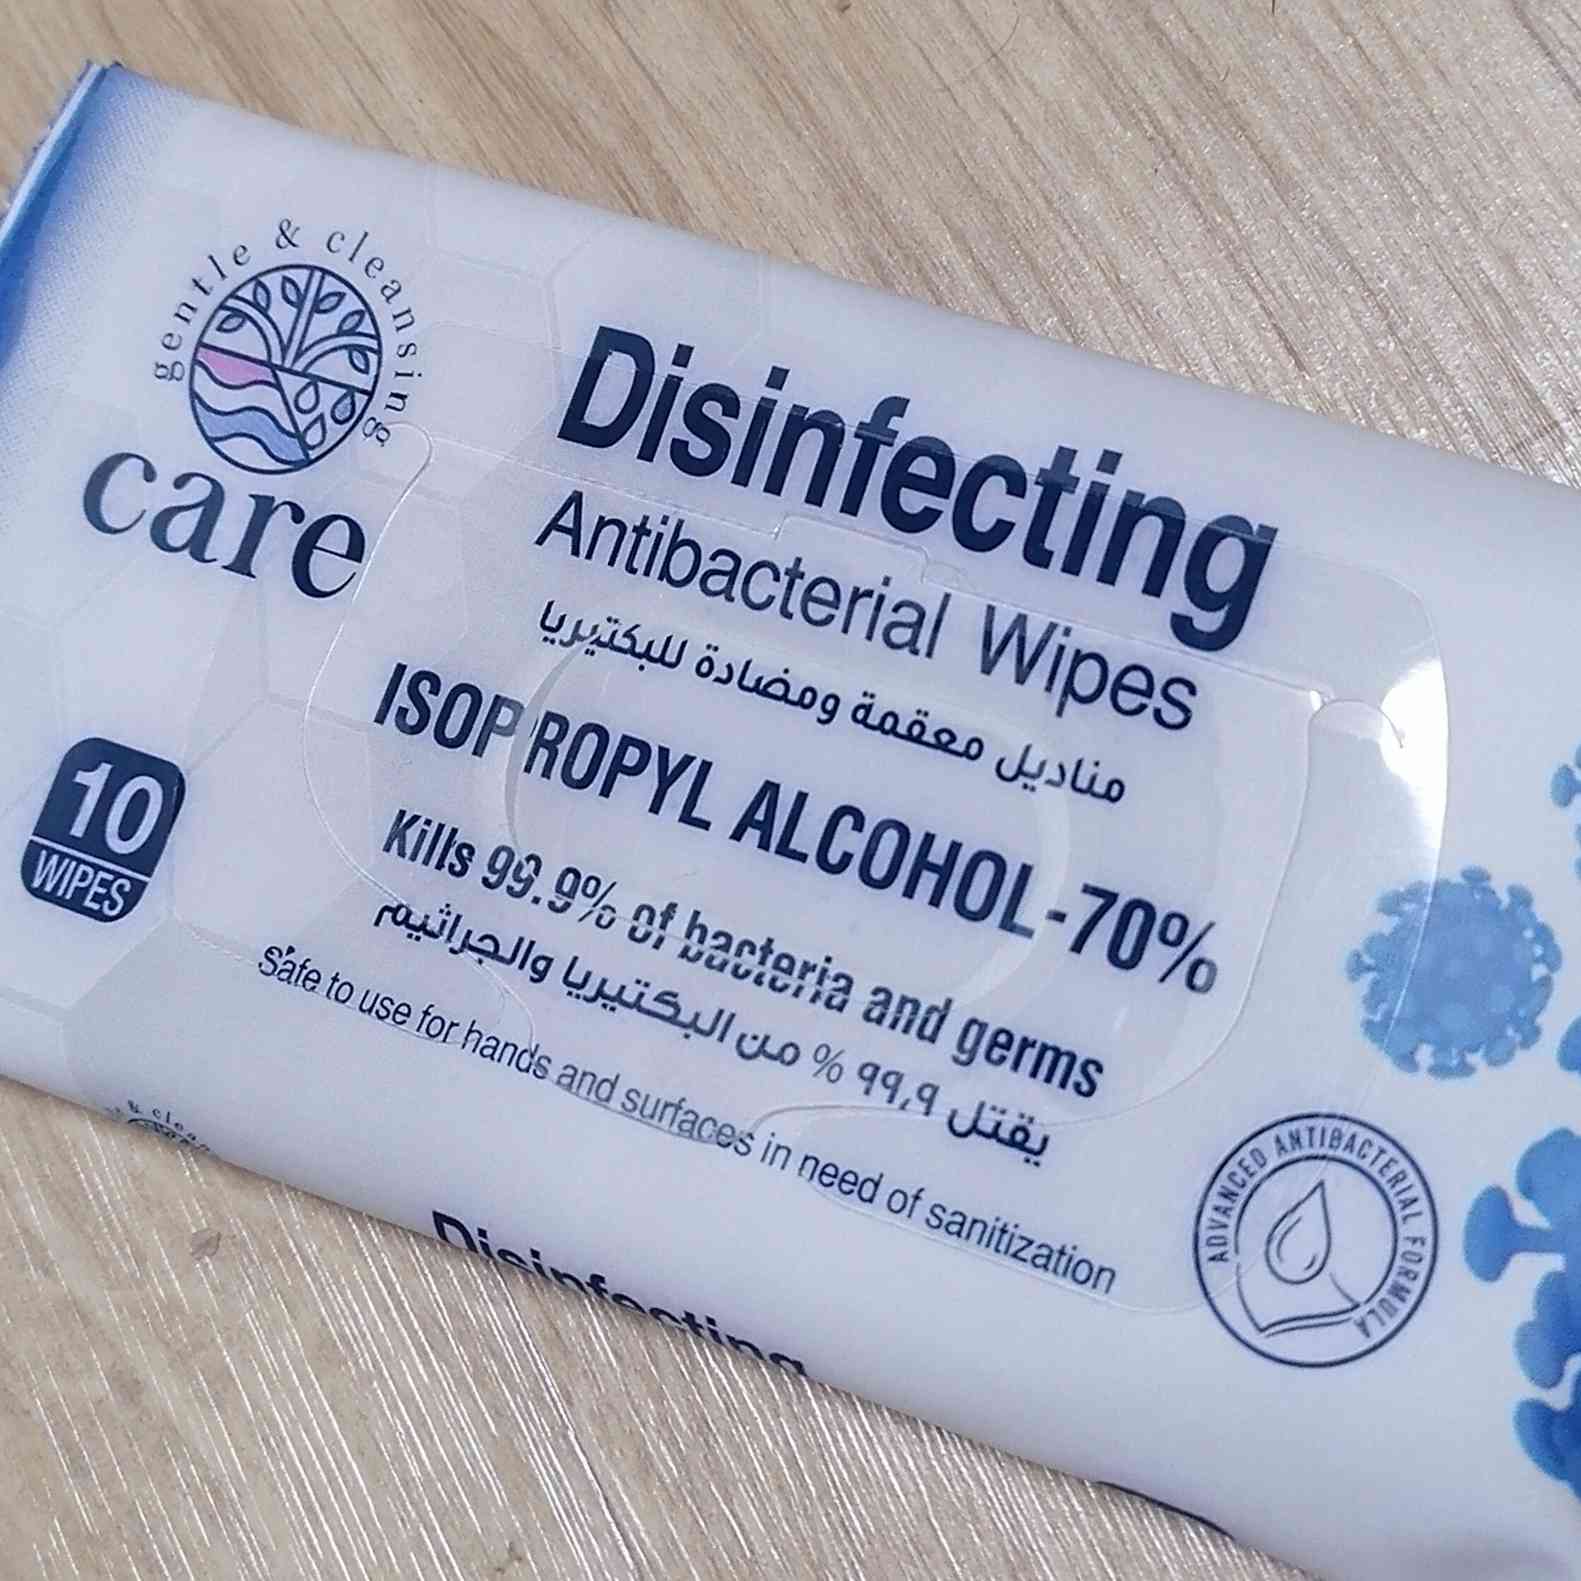 gentle & cleansing
care
Disinfecting
Antibacterial Wipes
مناديل معقمة ومضادة للبكتيريا
ISOPROPYL ALCOHOL-70%
Kills 99.9% of bacteria and germs
يقتل ٩٩,٩ % من البكتيريا والجراثيم
Safe to use for hands and surfaces in need of sanitization
10
WIPES
ADVANCED ANTIBACTERIAL FORMULA
& clean
Disinfecting